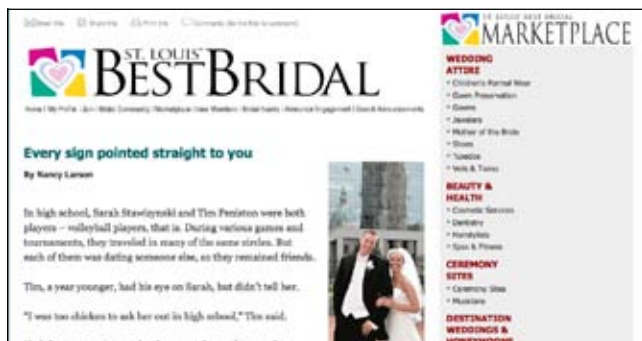 ST. LOUIS'
BESTBRIDAL
Every sign pointed straight to you
By Nancy Larson
In high school, Sarah Stawizynski and Tim Peniston were both
players – volleyball players, that is. During various games and
tournaments, they traveled in many of the same circles. But
each of them was dating someone else, so they remained friends.
Tim, a year younger, had his eye on Sarah, but didn't tell her.
"I was too chicken to ask her out in high school," Tim said.
ST. LOUIS' BEST BRIDAL
MARKETPLACE
WEDDING
ATTIRE
Children's Formal Wear
Gown Preservation
Gowns
Jewelers
Mother of the Bride
Shoes
Tuxedos
Veils & Tiaras
BEAUTY &
HEALTH
Cosmetic Services
Dentistry
Hairstylists
Spas & Fitness
CEREMONY
SITES
Ceremony Sites
Musicians
DESTINATION
WEDDINGS &
HONEYMOONS